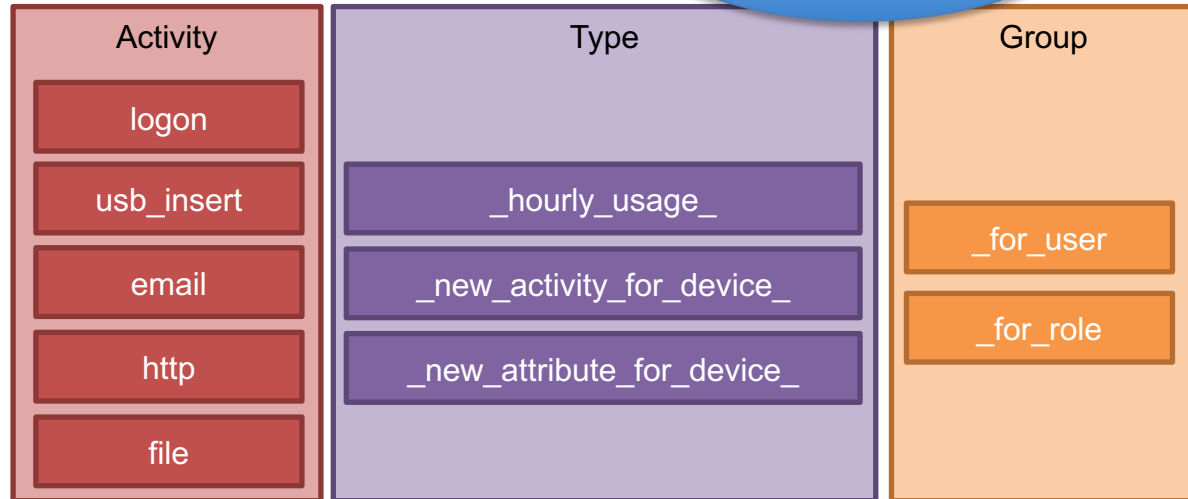 Activity
logon
usb_insert
email
http
file
Type
_hourly_usage_
_new_activity_for_device_
_new_attribute_for_device_
Group
_for_user
_for_role